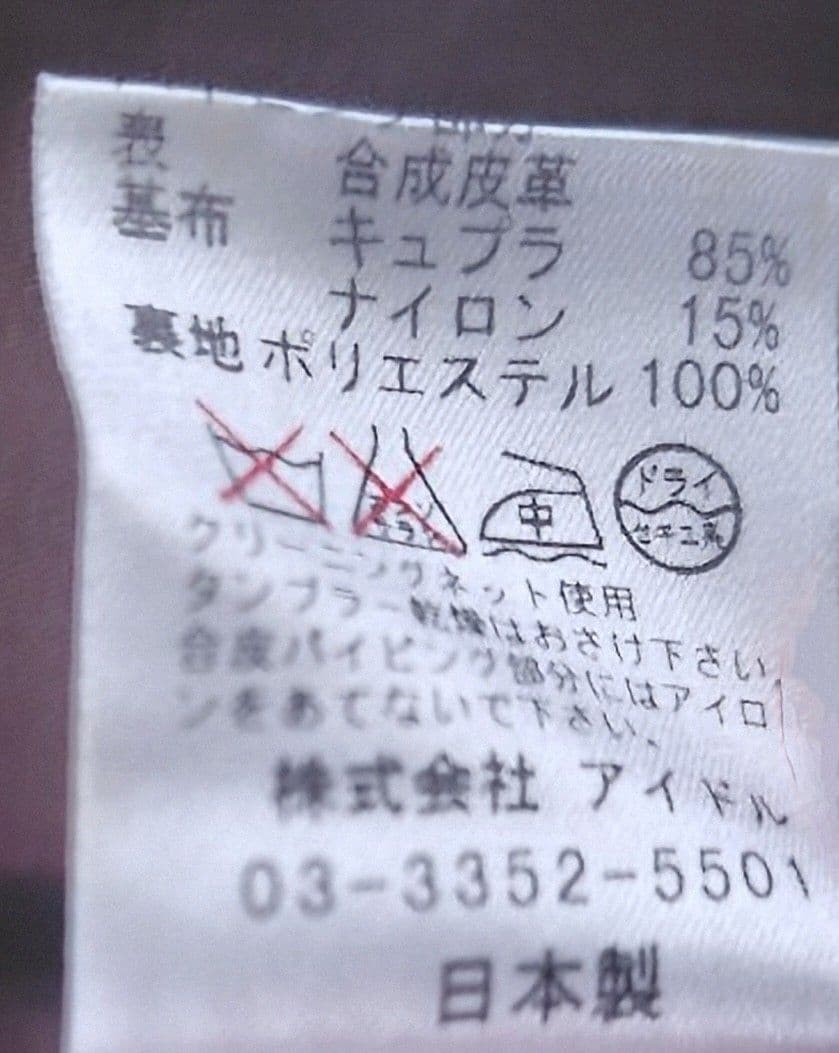 表 合成皮革
基布 キュプラ 85%
ナイロン 15%
裏地 ポリエステル 100%
中
ドライ
セキユ系
クリーニングネット使用
タンブラー乾燥はおさけ下さい
合皮パイピング部分にはアイロ
ンをあてないで下さい、
株式会社 アイドル
03-3352-5501
日本製